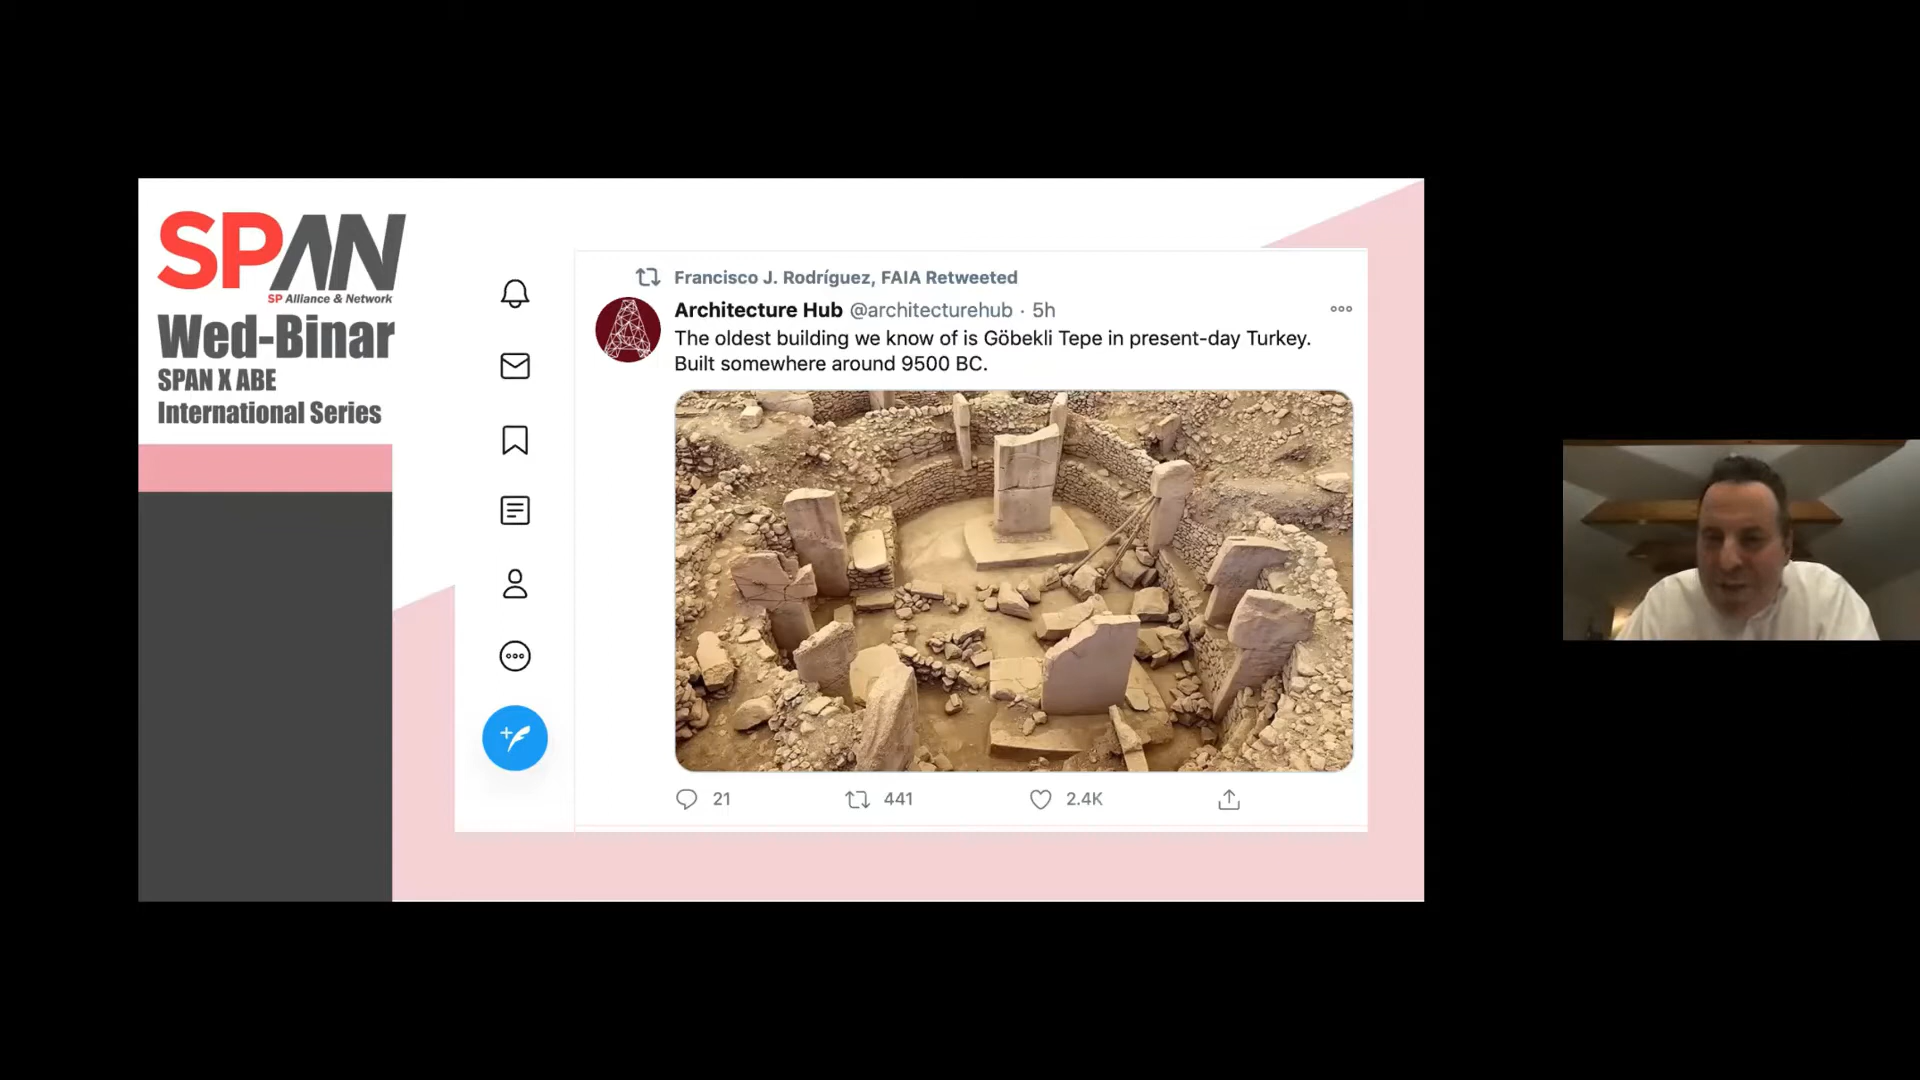 SPAN
SP Alliance & Network
Wed-Binar
SPAN X ABE
International Series
Francisco J. Rodríguez, FAIA Retweeted
Architecture Hub @architecturehub · 5h
The oldest building we know of is Göbekli Tepe in present-day Turkey.
Built somewhere around 9500 BC.
21 441 2.4K